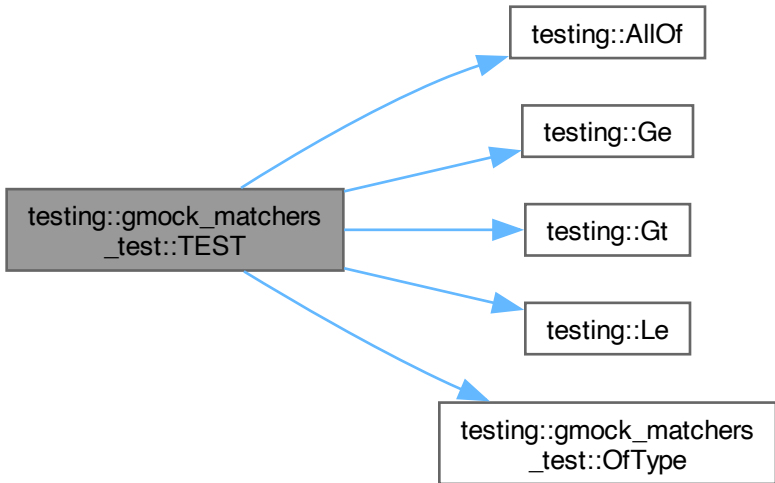 testing::AllOf
testing::Ge
testing::gmock_matchers
_test::TEST
testing::Gt
testing::Le
testing::gmock_matchers
_test::OfType